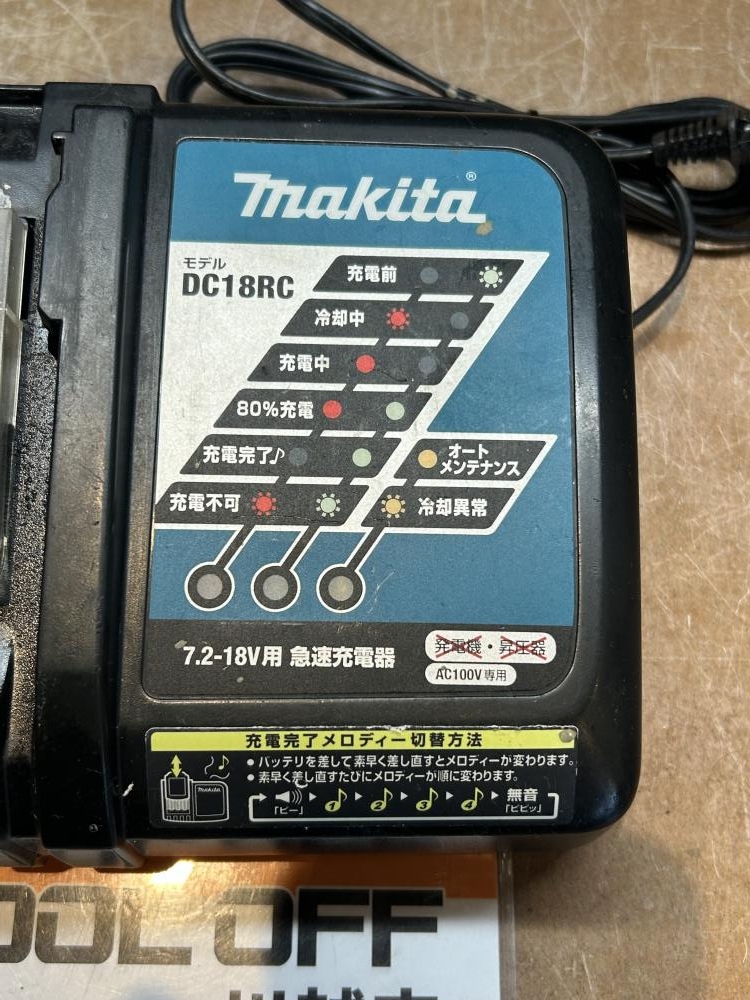 makita®
モデル
DC18RC
充電前
冷却中
充電中
80%充電
充電完了♪
オート
メンテナンス
充電不可
冷却異常
7.2-18V用 急速充電器
発電機・昇圧器
AC100V専用
充電完了メロディー切替方法
● バッテリを差して素早く差し直すとメロディーが変わります。
● 素早く差し直すたびにメロディーが順に変わります。
makita
「ピー」 1 2 3 4 無音
「ピピッ」
OOL OFF